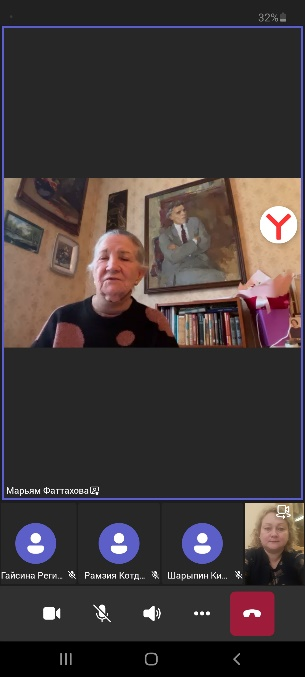 32%
Марьям Фаттахова
Гайсина Реги...
Рамзия Котд...
Шарыпин Ки...